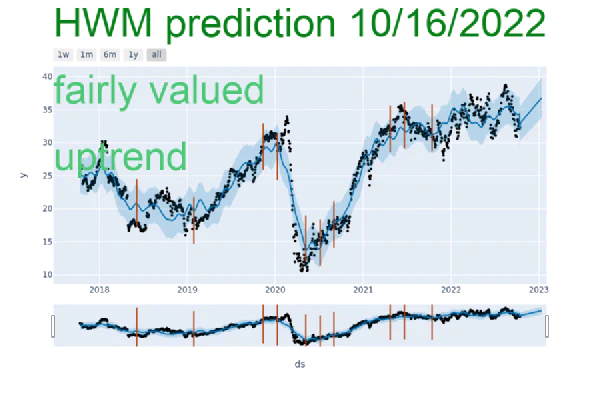 HWM prediction 10/16/2022
1w 1m 6m 1y all
fairly valued
uptrend
40
35
30
25
20
15
10
y
2018 2019 2020 2021 2022 2023
ds